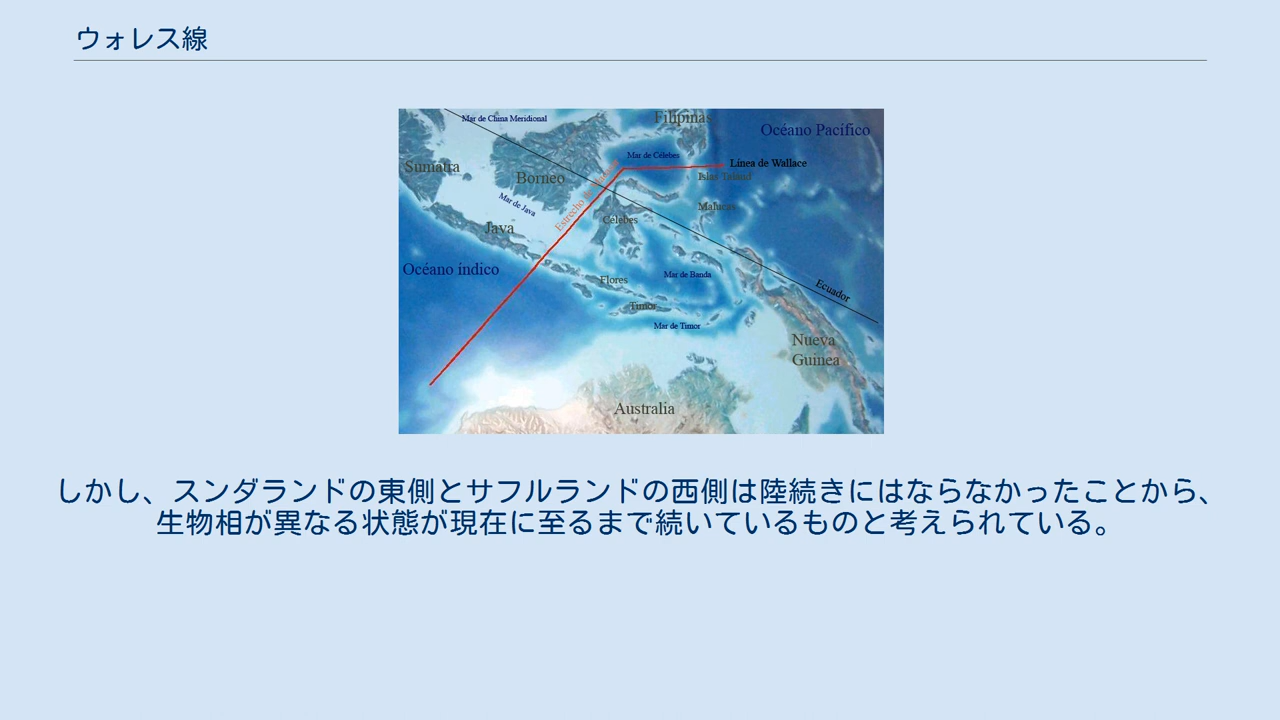 ウォレス線
Mar de China Meridional
Filipinas
Océano Pacífico
Mar de Célebes
Línea de Wallace
Sumatra
Islas Talaud
Borneo
Estrecho de
Mar de Java
Malucas
Célebes
Java
Océano índico
Mar de Banda
Flores
Ecuador
Timor
Mar de Timor
Nueva
Guinea
Australia
しかし、スンダランドの東側とサフルランドの西側は陸続きにはならなかったことから、
生物相が異なる状態が現在に至るまで続いているものと考えられている。